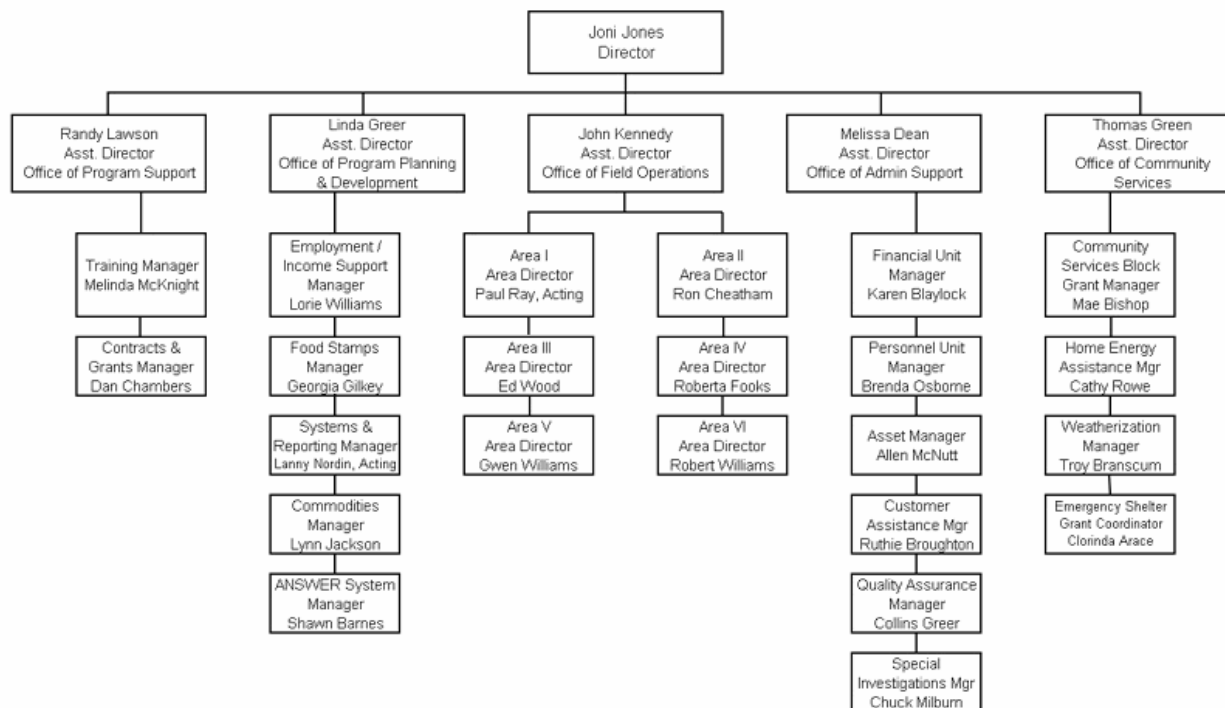 Joni Jones
Director
Randy Lawson
Asst. Director
Office of Program Support
Linda Greer
Asst. Director
Office of Program Planning
& Development
John Kennedy
Asst. Director
Office of Field Operations
Melissa Dean
Asst. Director
Office of Admin Support
Thomas Green
Asst. Director
Office of Community
Services
Training Manager
Melinda McKnight
Employment /
Income Support
Manager
Lorie Williams
Area I
Area Director
Paul Ray, Acting
Area II
Area Director
Ron Cheatham
Financial Unit
Manager
Karen Blaylock
Community
Services Block
Grant Manager
Mae Bishop
Contracts &
Grants Manager
Dan Chambers
Food Stamps
Manager
Georgia Gilkey
Area III
Area Director
Ed Wood
Area IV
Area Director
Roberta Fooks
Personnel Unit
Manager
Brenda Osborne
Home Energy
Assistance Mgr
Cathy Rowe
Systems &
Reporting Manager
Lanny Nordin, Acting
Area V
Area Director
Gwen Williams
Area VI
Area Director
Robert Williams
Asset Manager
Allen McNutt
Weatherization
Manager
Troy Branscum
Commodities
Manager
Lynn Jackson
Customer
Assistance Mgr
Ruthie Broughton
Emergency Shelter
Grant Coordinator
Clorinda Arace
ANSWER System
Manager
Shawn Barnes
Quality Assurance
Manager
Collins Greer
Special
Investigations Mgr
Chuck Milburn